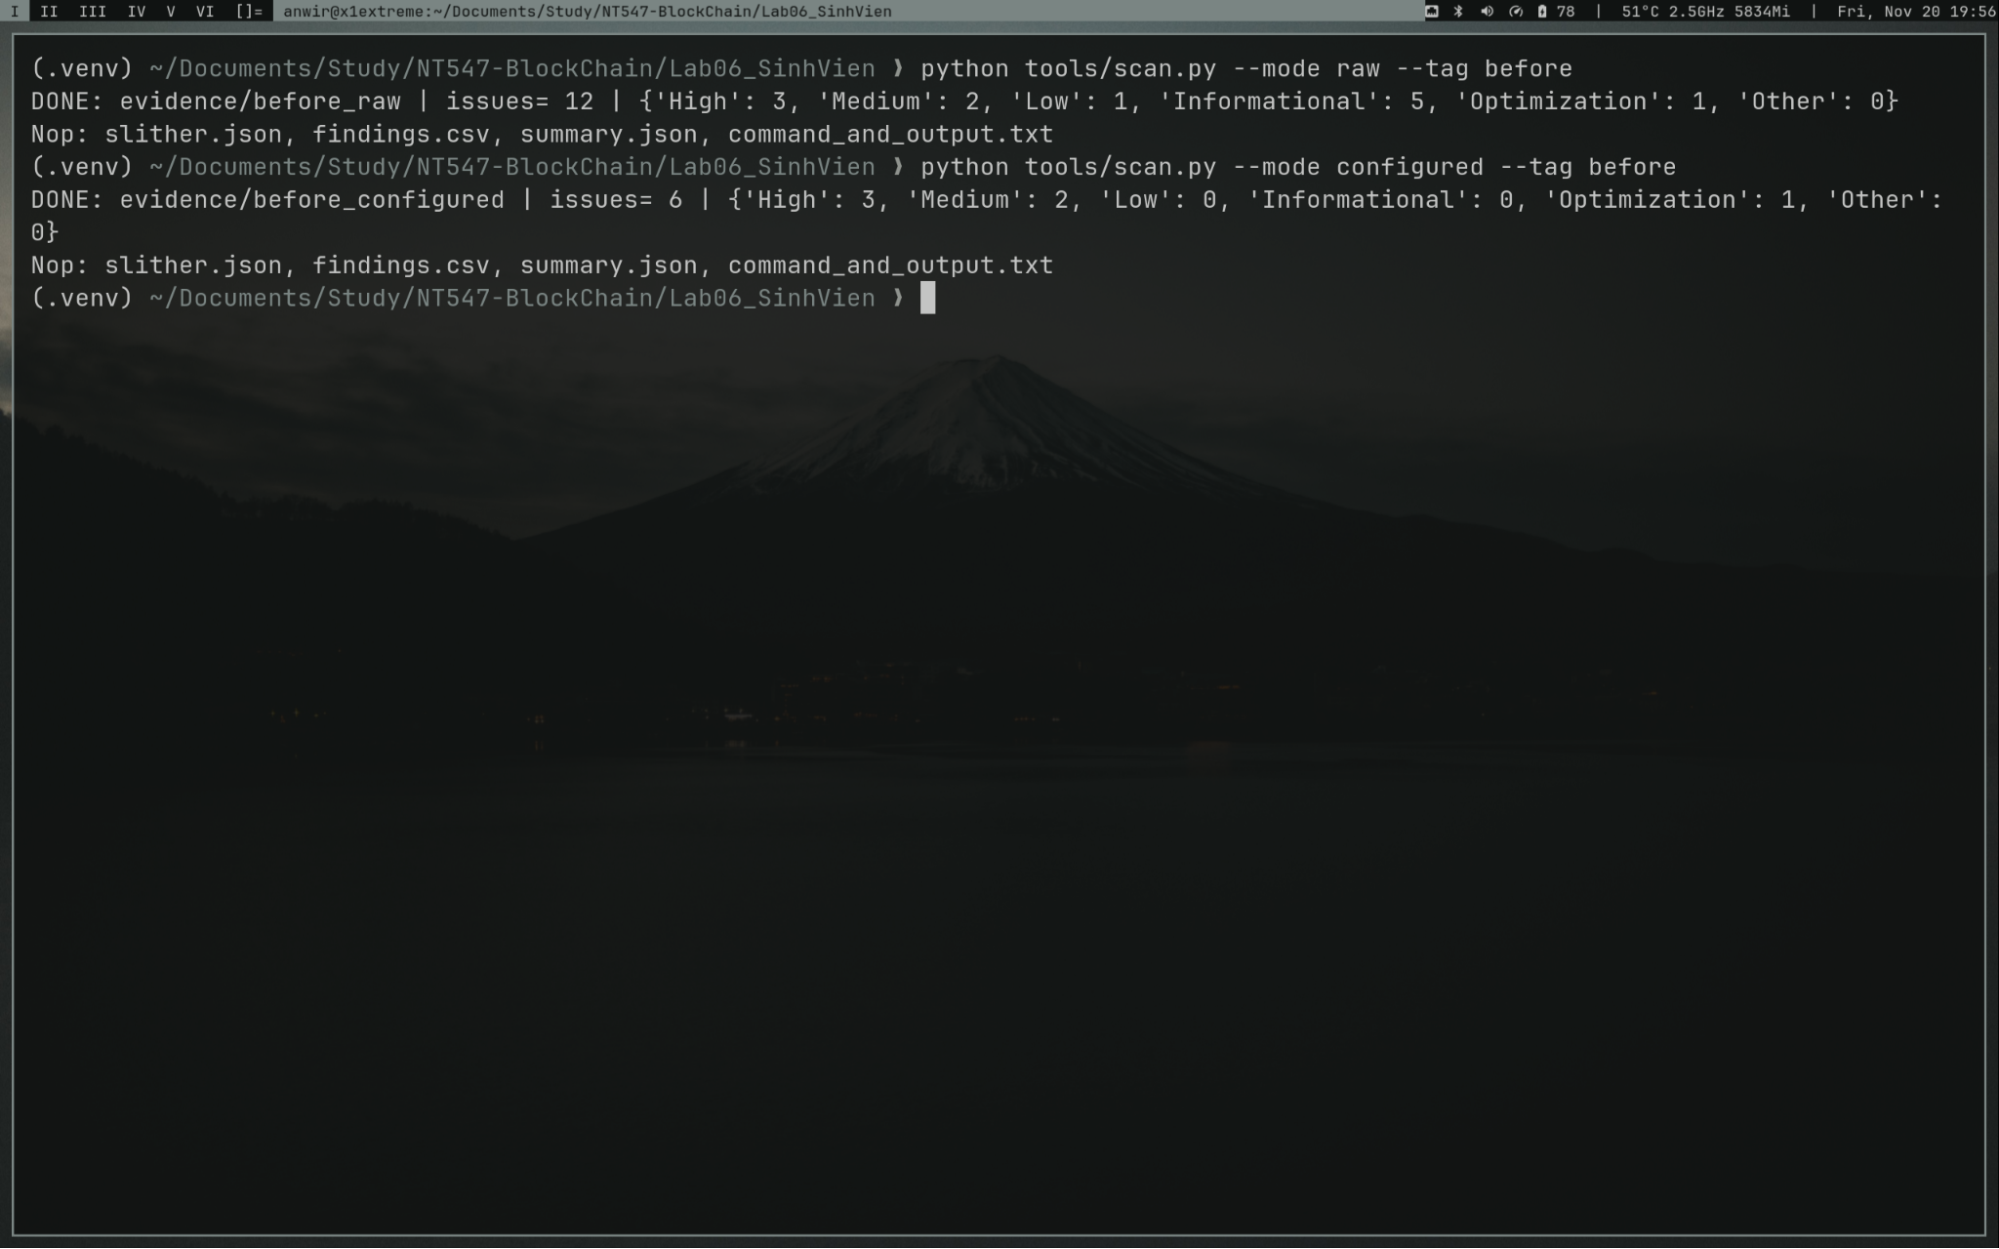 I II III IV V VI []= anwir@x1extreme:~/Documents/Study/NT547-BlockChain/Lab06_SinhVien 78 | 51°C 2.5GHz 5834Mi | Fri, Nov 20 19:56
(.venv) ~/Documents/Study/NT547-BlockChain/Lab06_SinhVien ❯ python tools/scan.py --mode raw --tag before
DONE: evidence/before_raw | issues= 12 | {'High': 3, 'Medium': 2, 'Low': 1, 'Informational': 5, 'Optimization': 1, 'Other': 0}
Nop: slither.json, findings.csv, summary.json, command_and_output.txt
(.venv) ~/Documents/Study/NT547-BlockChain/Lab06_SinhVien ❯ python tools/scan.py --mode configured --tag before
DONE: evidence/before_configured | issues= 6 | {'High': 3, 'Medium': 2, 'Low': 0, 'Informational': 0, 'Optimization': 1, 'Other':
0}
Nop: slither.json, findings.csv, summary.json, command_and_output.txt
(.venv) ~/Documents/Study/NT547-BlockChain/Lab06_SinhVien ❯